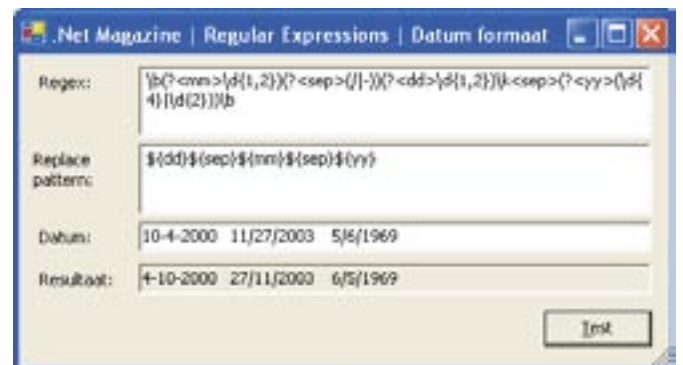 .Net Magazine | Regular Expressions | Datum formaat
Regex:
\b(?<mm>\d{1,2})(?<sep>(/|-))(?<dd>\d{1,2})\k<sep>(?<yy>(\d{
4}|\d{2}))\b
Replace
pattern:
${dd}${sep}${mm}${sep}${yy}
Datum:
10-4-2000 11/27/2003 5/6/1969
Resultaat:
4-10-2000 27/11/2003 6/5/1969
Test